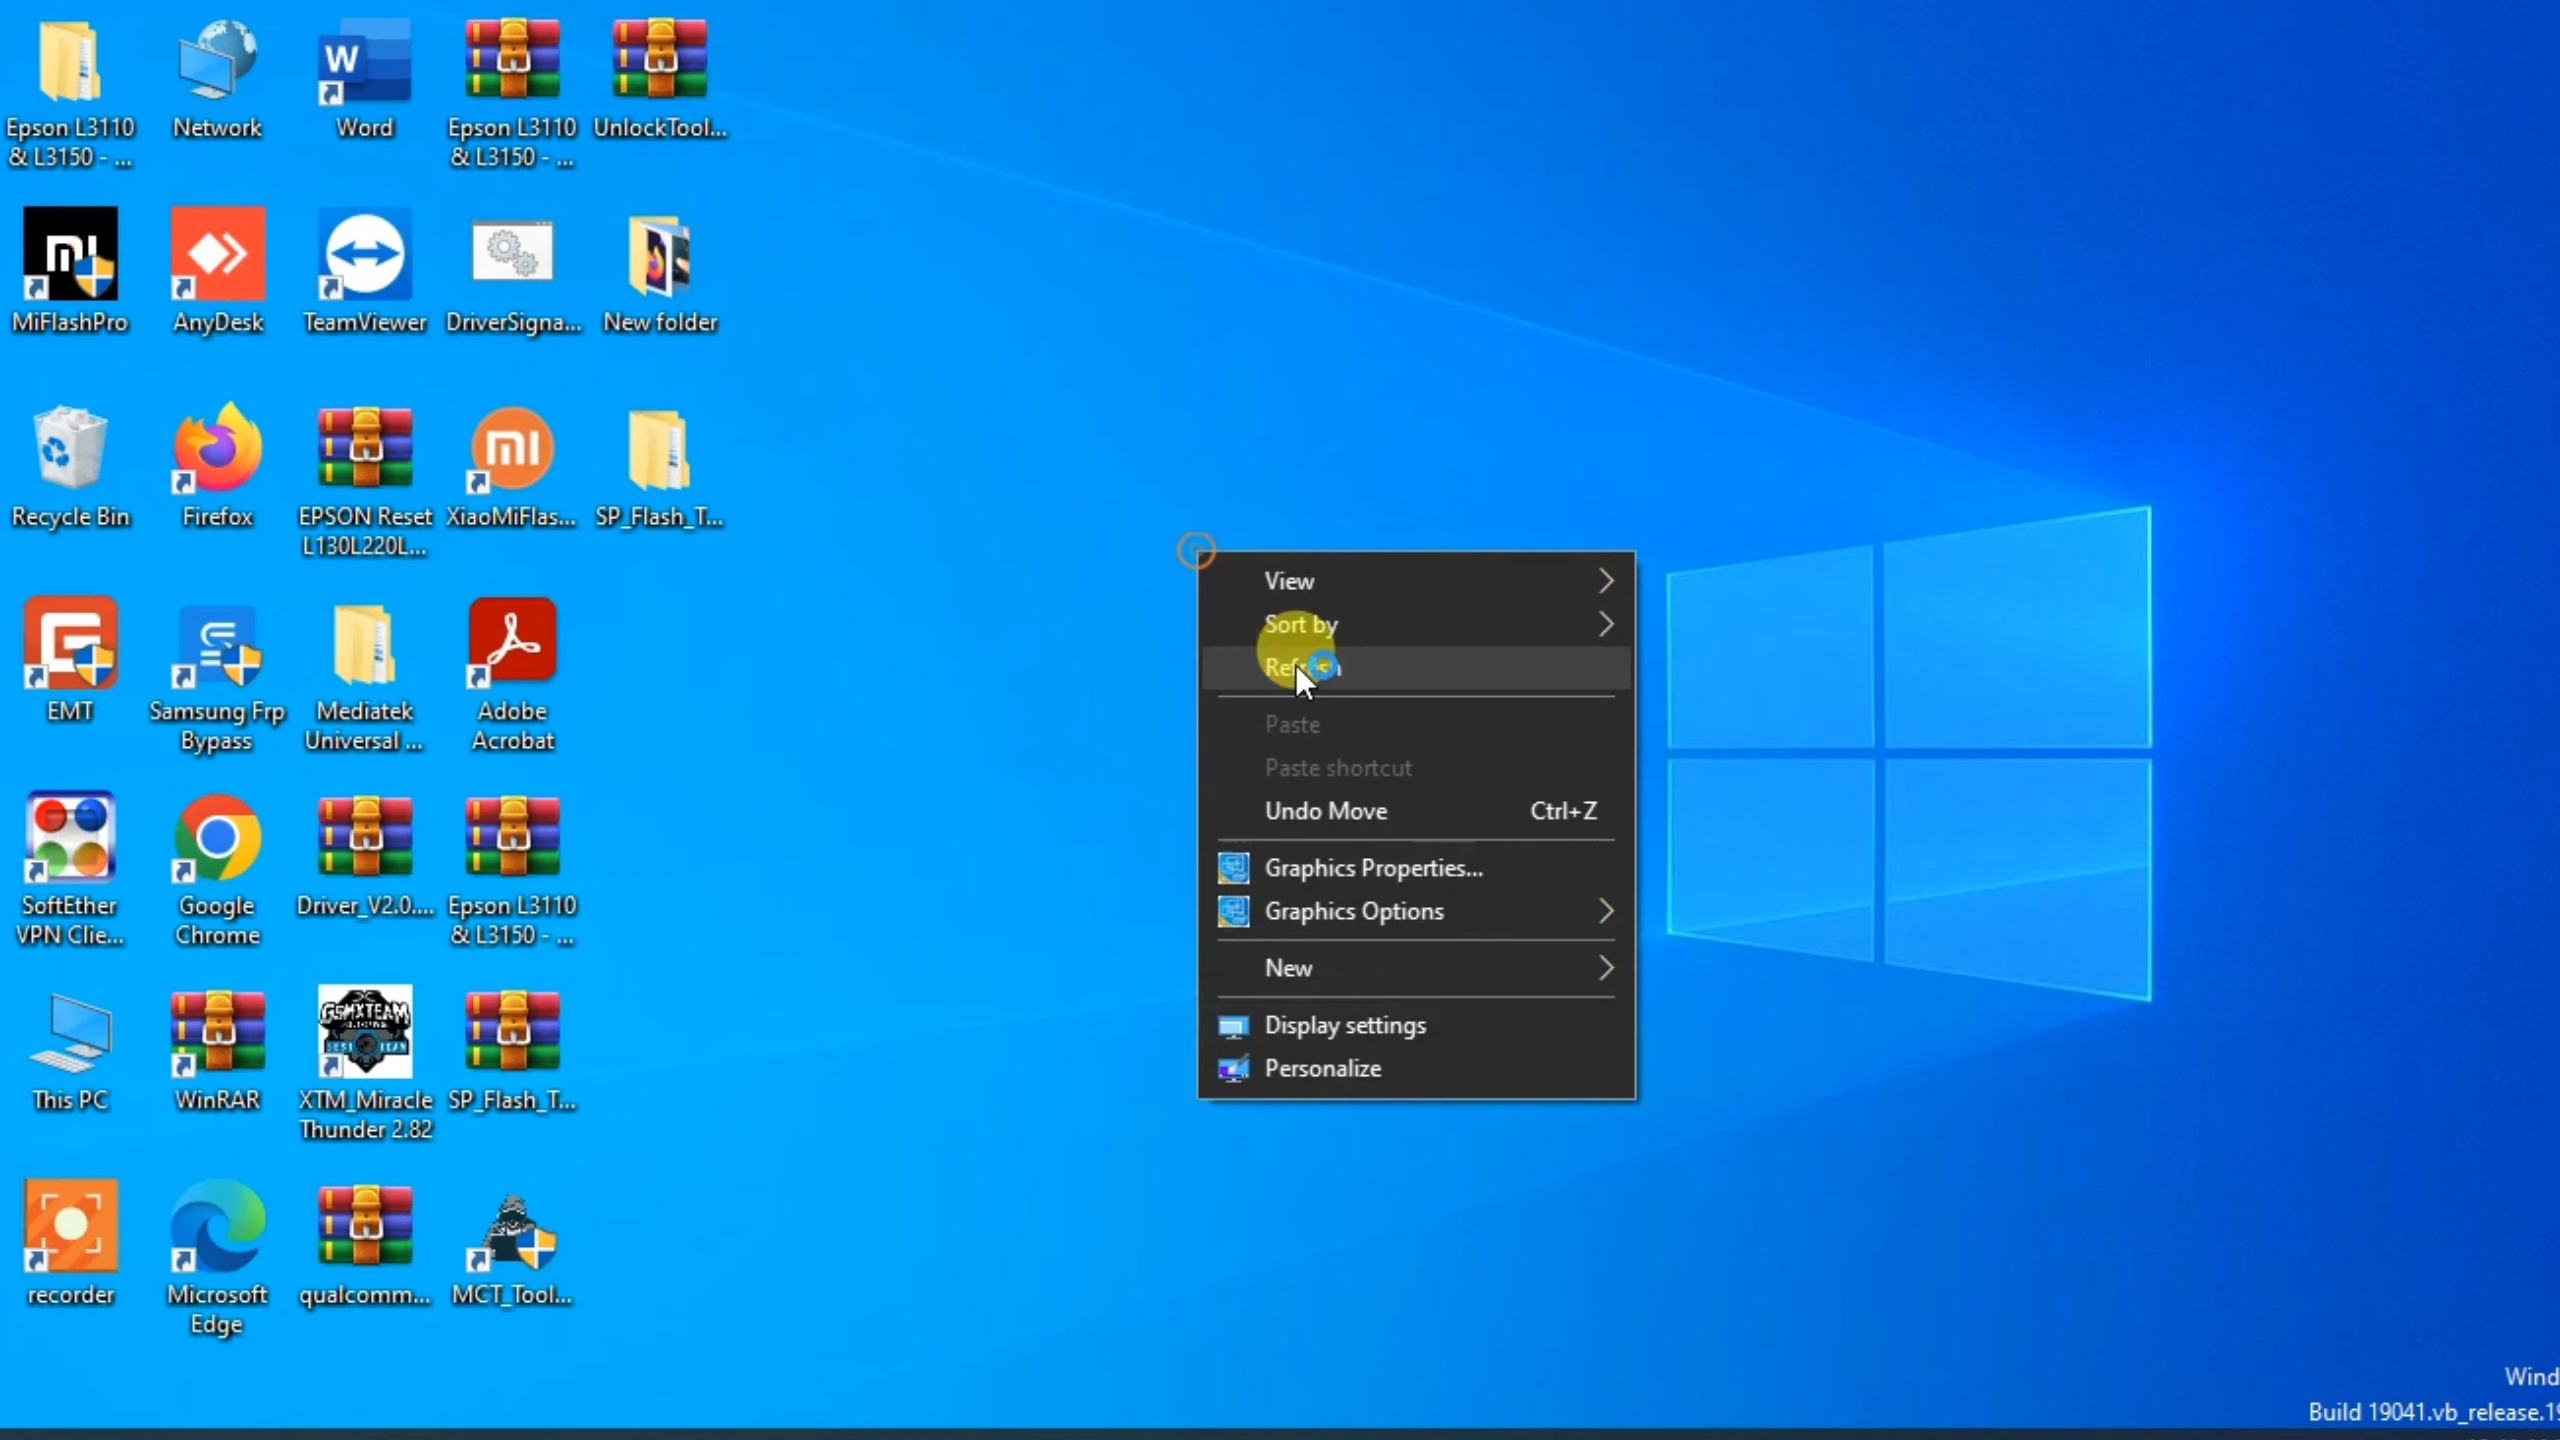 Epson L3110
& L3150 - ...
Network
Word
Epson L3110
& L3150 - ...
UnlockTool...
MiFlashPro
AnyDesk
TeamViewer
DriverSigna...
New folder
Recycle Bin
Firefox
EPSON Reset
L130L220L...
XiaoMiFlas...
SP_Flash_T...
EMT
Samsung Frp
Bypass
Mediatek
Universal ...
Adobe
Acrobat
SoftEther
VPN Clie...
Google
Chrome
Driver_V2.0....
Epson L3110
& L3150 - ...
This PC
WinRAR
GSMXTEAM
XTM_Miracle
Thunder 2.82
SP_Flash_T...
recorder
Microsoft
Edge
qualcomm...
MCT_Tool...
View
Sort by
Refresh
Paste
Paste shortcut
Undo Move Ctrl+Z
Graphics Properties...
Graphics Options
New
Display settings
Personalize
Wind
Build 19041.vb_release.19